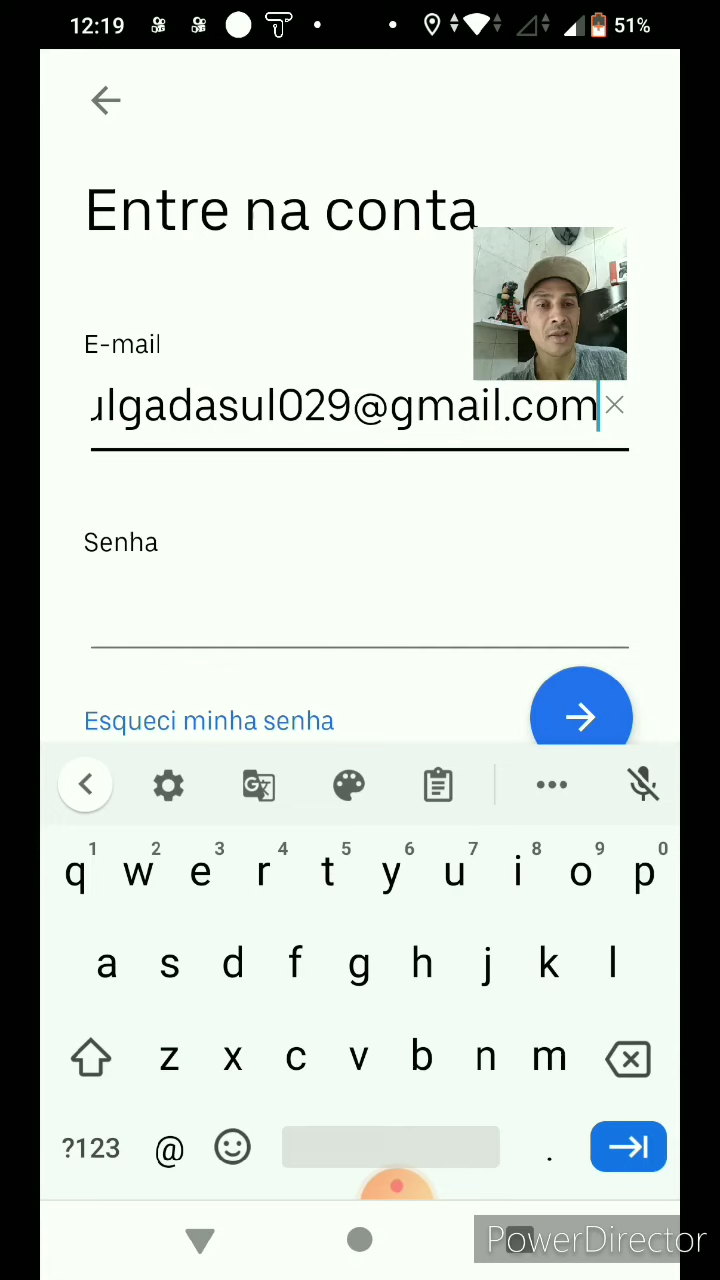 12:19
51%
Entre na conta
E-mail
ulgadasul029@gmail.com
Senha
Esqueci minha senha
1 2 3 4 5 6 7 8 9 0
q w e r t y u i o p
a s d f g h j k l
z x c v b n m
?123 @ .
PowerDirector